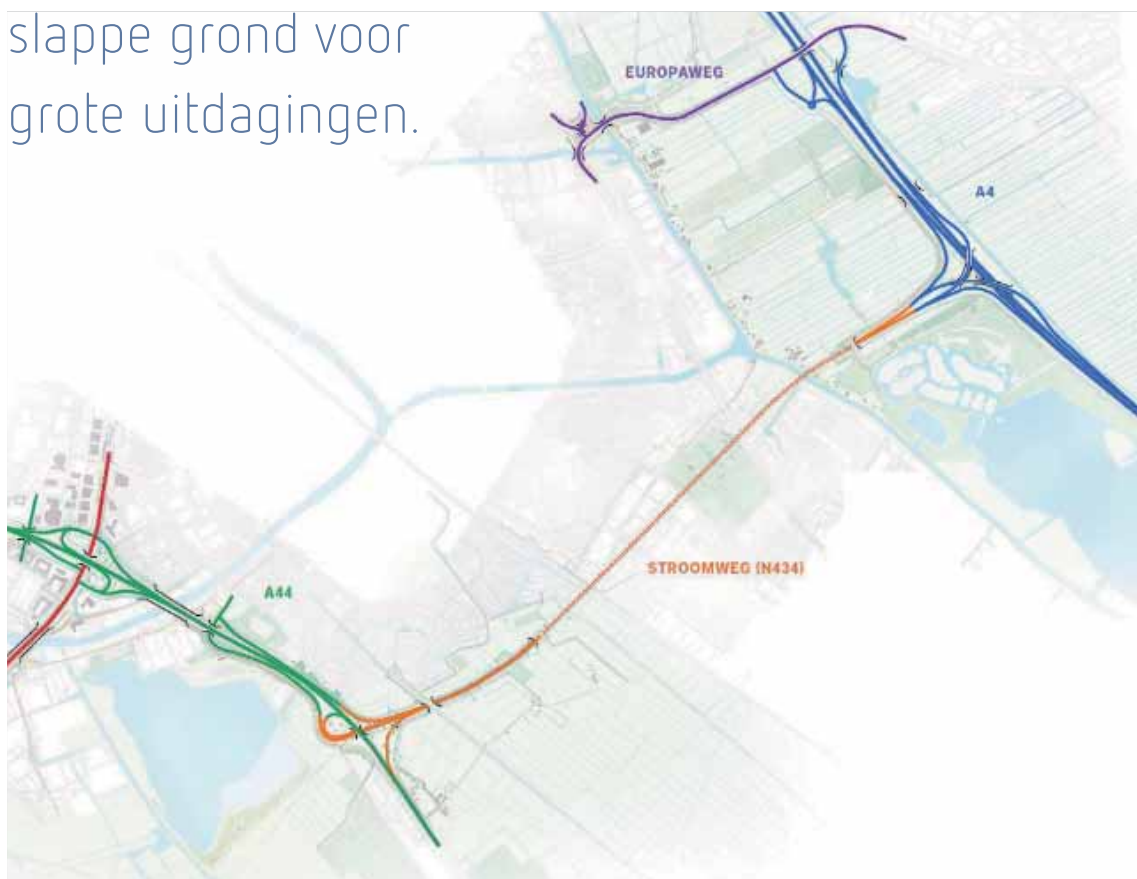 slappe grond voor
grote uitdagingen.
EUROPAWEG
A4
STROOMWEG (N434)
A44